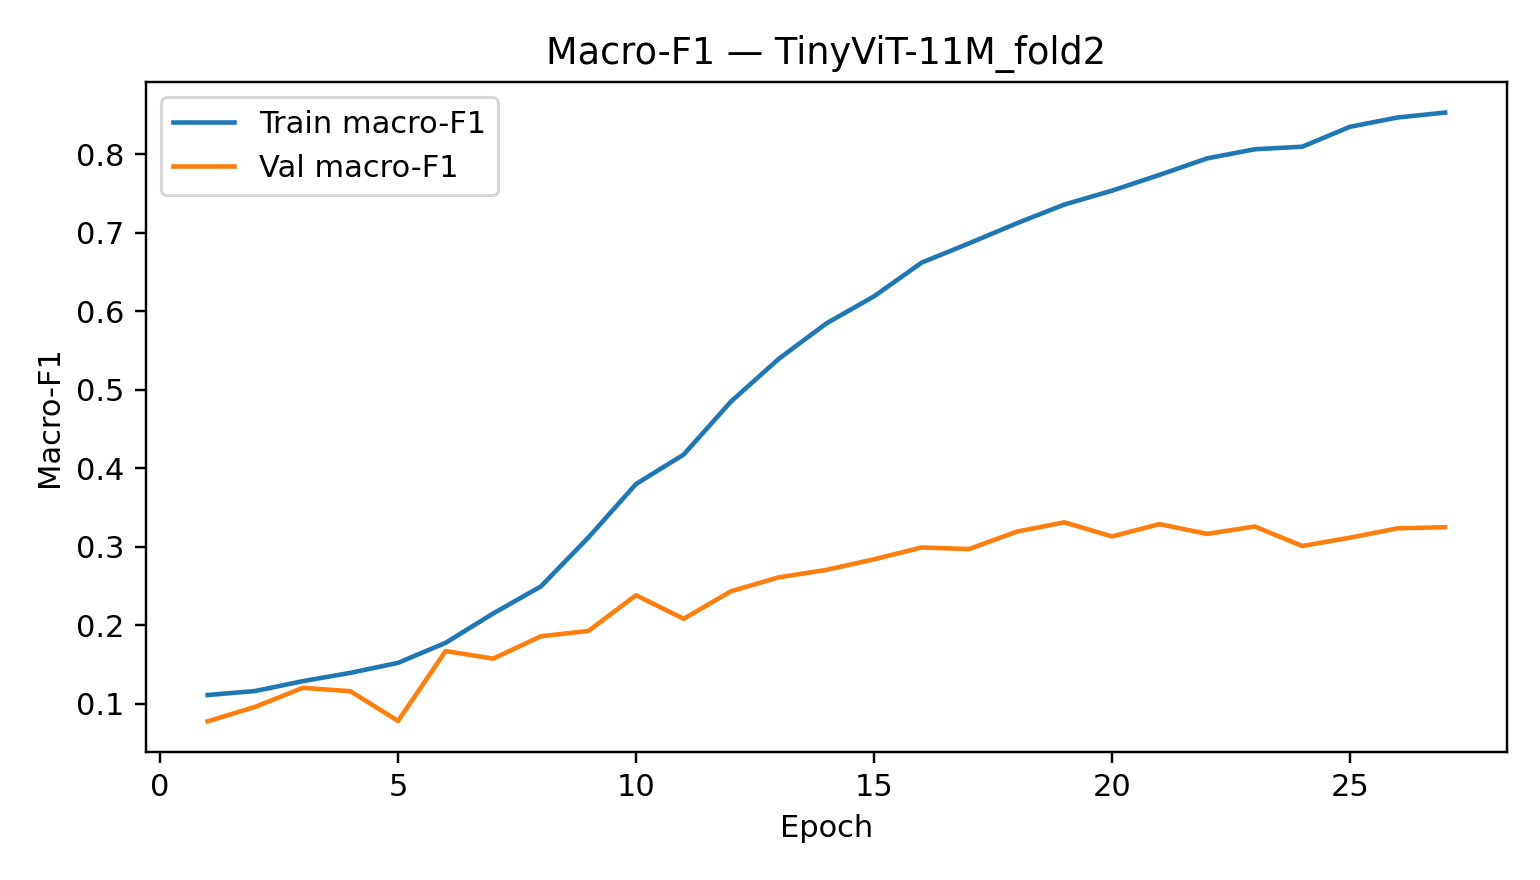 Macro-F1 — TinyViT-11M_fold2
Train macro-F1
Val macro-F1
Macro-F1
0.8
0.7
0.6
0.5
0.4
0.3
0.2
0.1
0 5 10 15 20 25
Epoch